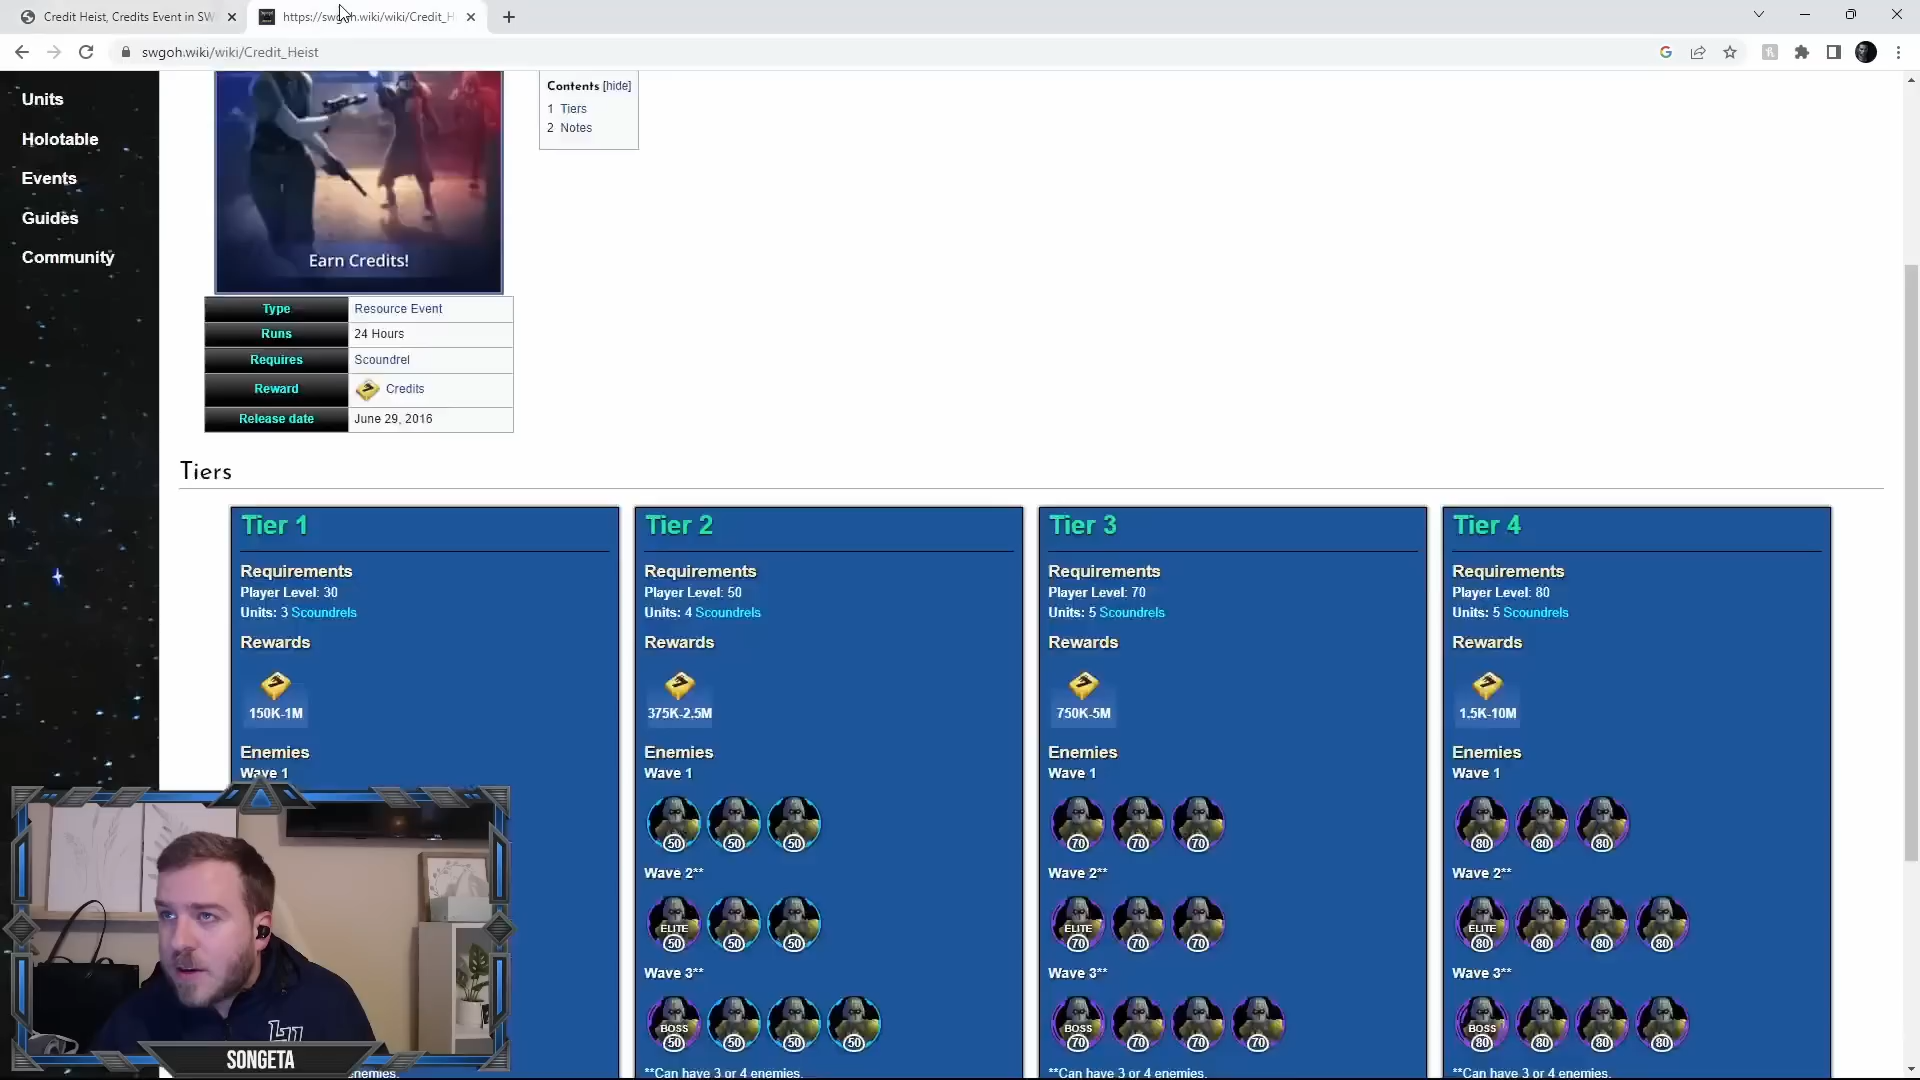 Credit Heist, Credits Event in SW
https://swgoh.wiki/wiki/Credit_H
swgoh.wiki/wiki/Credit_Heist
Units
Holotable
Events
Guides
Community
Earn Credits!
Contents [hide]
1 Tiers
2 Notes
Type Resource Event
Runs 24 Hours
Requires Scoundrel
Reward Credits
Release date June 29, 2016
Tiers
Tier 1
Requirements
Player Level: 30
Units: 3 Scoundrels
Rewards
150K-1M
Enemies
Wave 1
enemies.
Tier 2
Requirements
Player Level: 50
Units: 4 Scoundrels
Rewards
375K-2.5M
Enemies
Wave 1
50 50 50
Wave 2**
ELITE
50 50 50
Wave 3**
BOSS
50 50 50 50
**Can have 3 or 4 enemies.
Tier 3
Requirements
Player Level: 70
Units: 5 Scoundrels
Rewards
750K-5M
Enemies
Wave 1
70 70 70
Wave 2**
ELITE
70 70 70
Wave 3**
BOSS
70 70 70 70
**Can have 3 or 4 enemies.
Tier 4
Requirements
Player Level: 80
Units: 5 Scoundrels
Rewards
1.5K-10M
Enemies
Wave 1
80 80 80
Wave 2**
ELITE
80 80 80 80
Wave 3**
BOSS
80 80 80 80
**Can have 3 or 4 enemies.
SONGETA